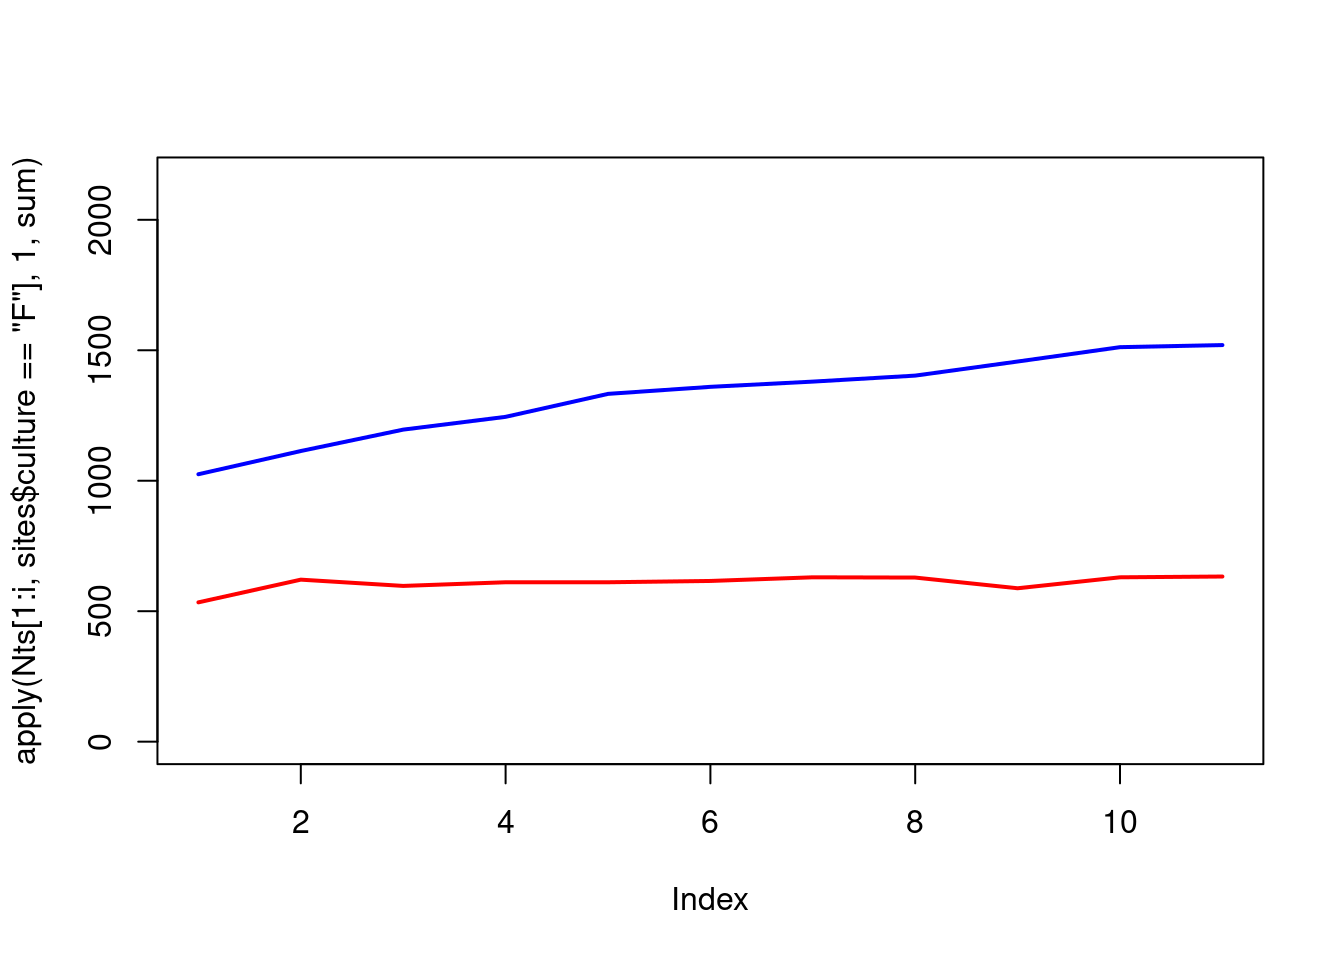 apply(Nts[1:i, sites$culture == "F"], 1, sum)
2000
1500
1000
500
0
2 4 6 8 10
Index